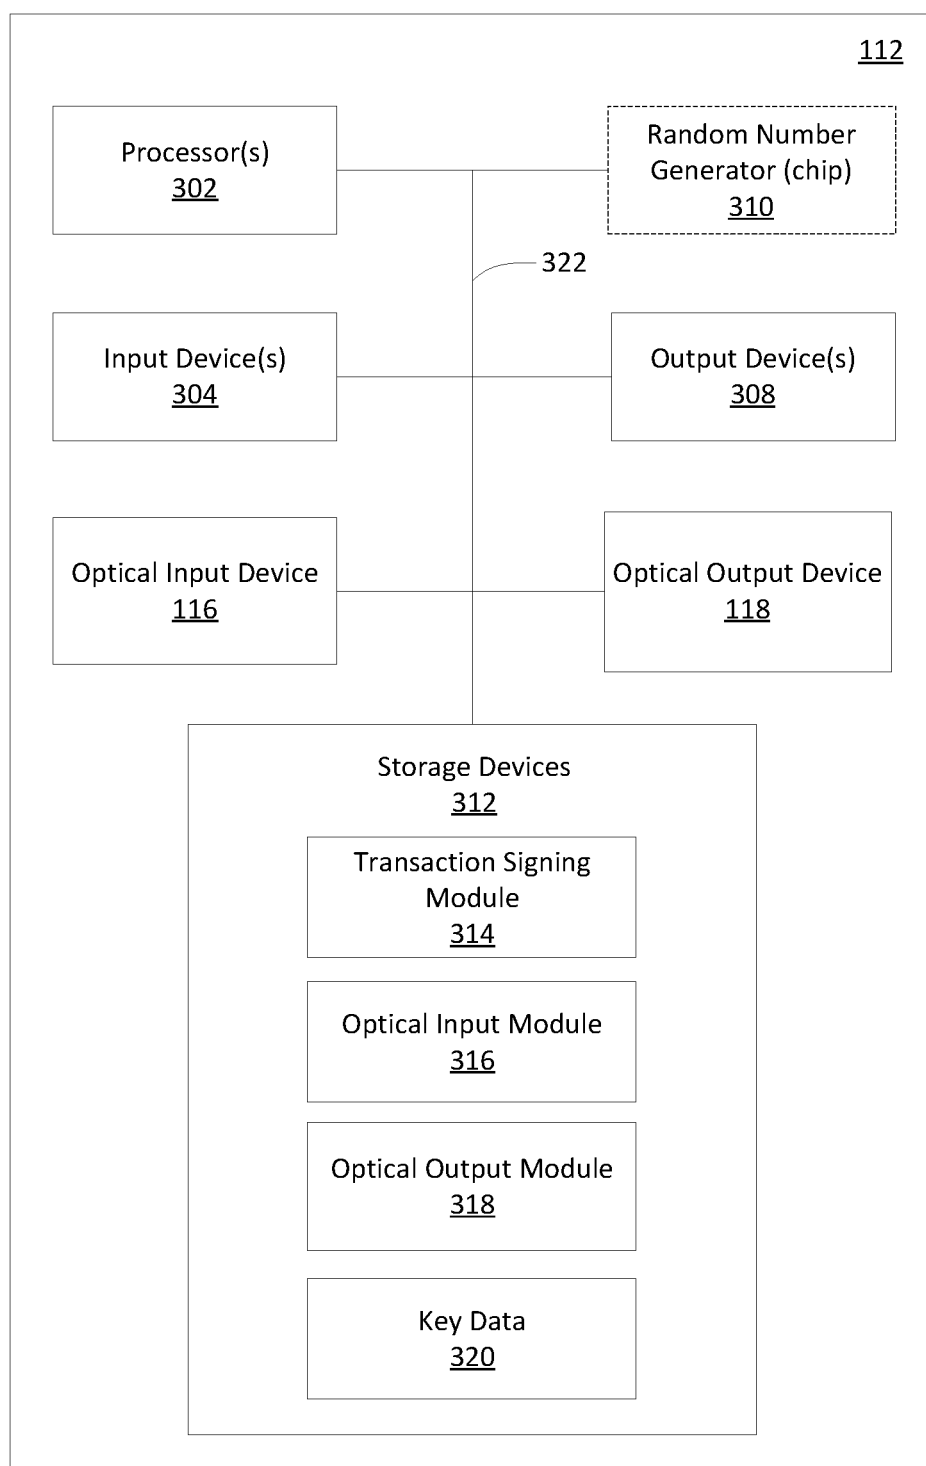 112
Processor(s)
302
Random Number
Generator (chip)
310
322
Input Device(s)
304
Output Device(s)
308
Optical Input Device
116
Optical Output Device
118
Storage Devices
312
Transaction Signing
Module
314
Optical Input Module
316
Optical Output Module
318
Key Data
320